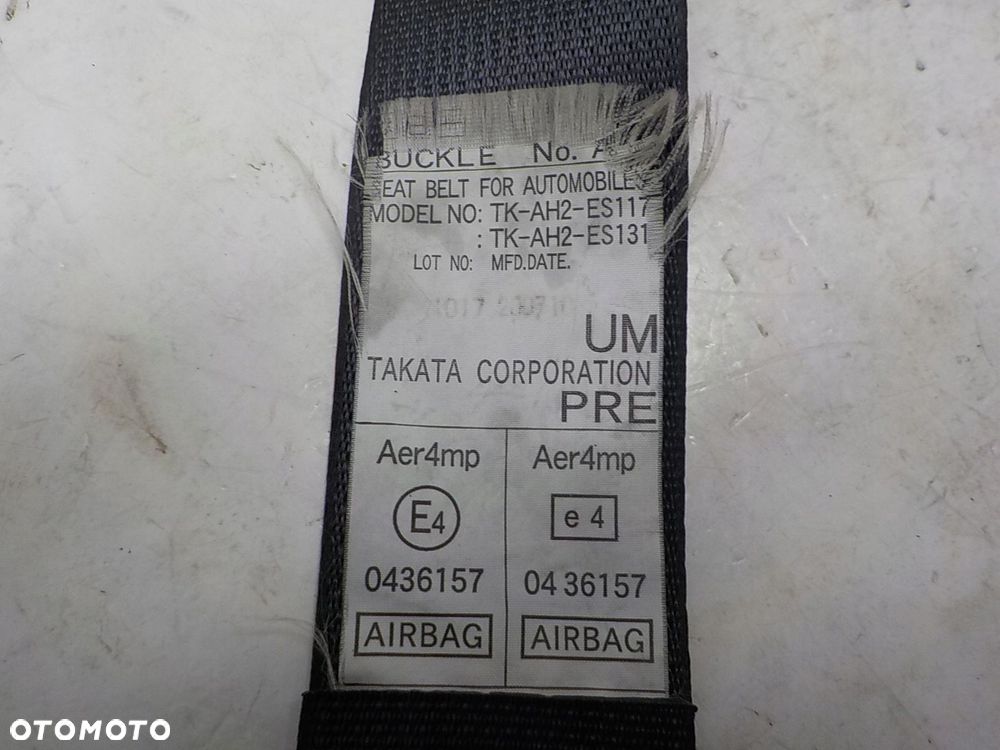 BUCKLE No. A
SEAT BELT FOR AUTOMOBILES
MODEL NO: TK-AH2-ES117
: TK-AH2-ES131
LOT NO: MFD.DATE.
UM
TAKATA CORPORATION
PRE
Aer4mp Aer4mp
E4 e 4
0436157 04 36157
AIRBAG AIRBAG
OTOMOTO